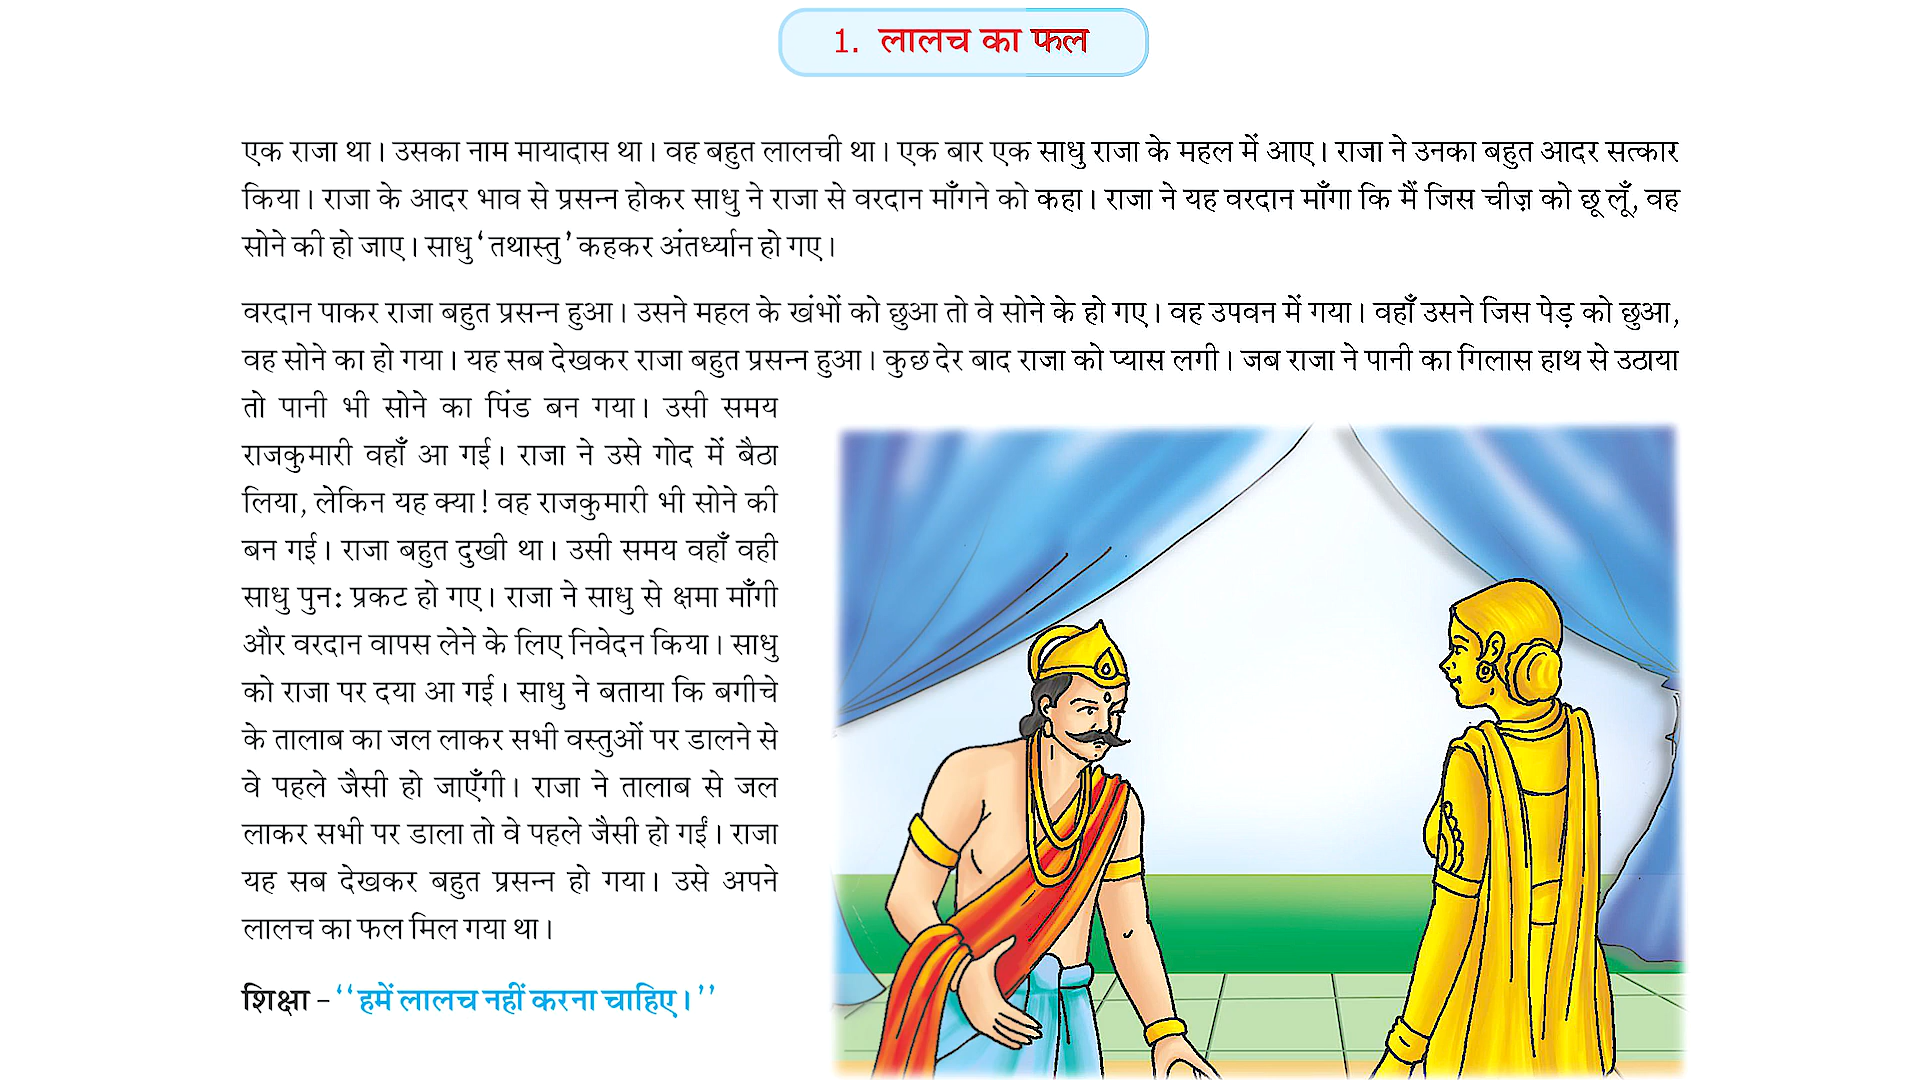 1. लालच का फल
एक राजा था। उसका नाम मायादास था। वह बहुत लालची था। एक बार एक साधु राजा के महल में आए। राजा ने उनका बहुत आदर सत्कार
किया। राजा के आदर भाव से प्रसन्न होकर साधु ने राजा से वरदान माँगने को कहा। राजा ने यह वरदान माँगा कि मैं जिस चीज़ को छू लूँ, वह
सोने की हो जाए। साधु ‘तथास्तु’ कहकर अंतर्ध्यान हो गए।
वरदान पाकर राजा बहुत प्रसन्न हुआ। उसने महल के खंभों को छुआ तो वे सोने के हो गए। वह उपवन में गया। वहाँ उसने जिस पेड़ को छुआ,
वह सोने का हो गया। यह सब देखकर राजा बहुत प्रसन्न हुआ। कुछ देर बाद राजा को प्यास लगी। जब राजा ने पानी का गिलास हाथ से उठाया
तो पानी भी सोने का पिंड बन गया। उसी समय
राजकुमारी वहाँ आ गई। राजा ने उसे गोद में बैठा
लिया, लेकिन यह क्या! वह राजकुमारी भी सोने की
बन गई। राजा बहुत दुखी था। उसी समय वहाँ वही
साधु पुन: प्रकट हो गए। राजा ने साधु से क्षमा माँगी
और वरदान वापस लेने के लिए निवेदन किया। साधु
को राजा पर दया आ गई। साधु ने बताया कि बगीचे
के तालाब का जल लाकर सभी वस्तुओं पर डालने से
वे पहले जैसी हो जाएँगी। राजा ने तालाब से जल
लाकर सभी पर डाला तो वे पहले जैसी हो गईं। राजा
यह सब देखकर बहुत प्रसन्न हो गया। उसे अपने
लालच का फल मिल गया था।
शिक्षा – ‘‘हमें लालच नहीं करना चाहिए।’’